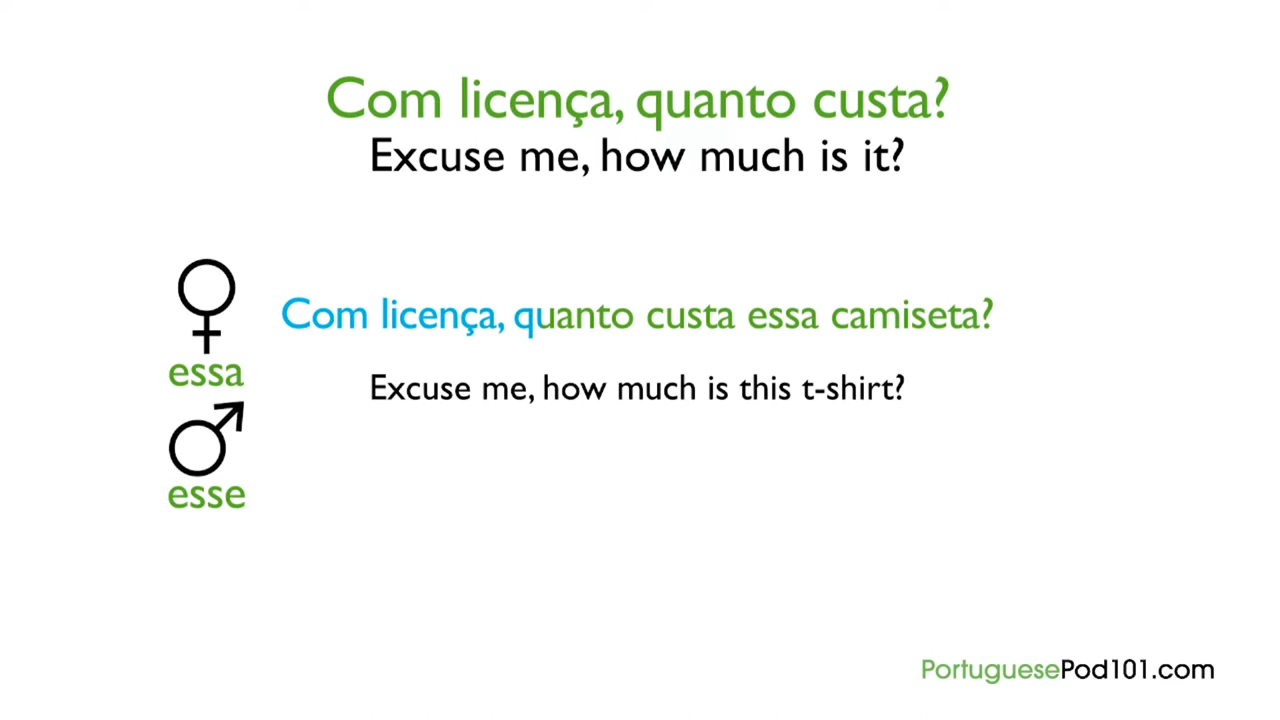 Com licença, quanto custa?
Excuse me, how much is it?
Com licença, quanto custa essa camiseta?
essa
Excuse me, how much is this t-shirt?
esse
PortuguesePod101.com